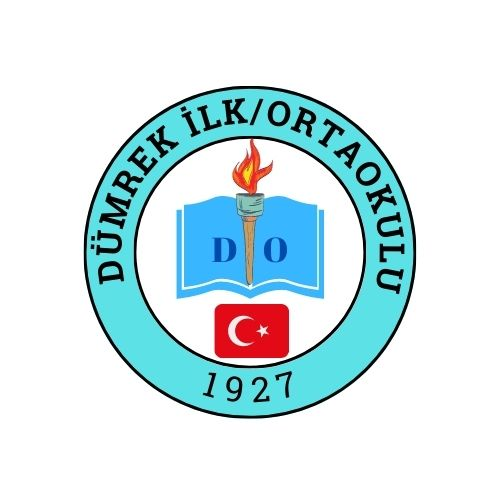 DÜMREK İLK/ORTAOKULU
D O
1927